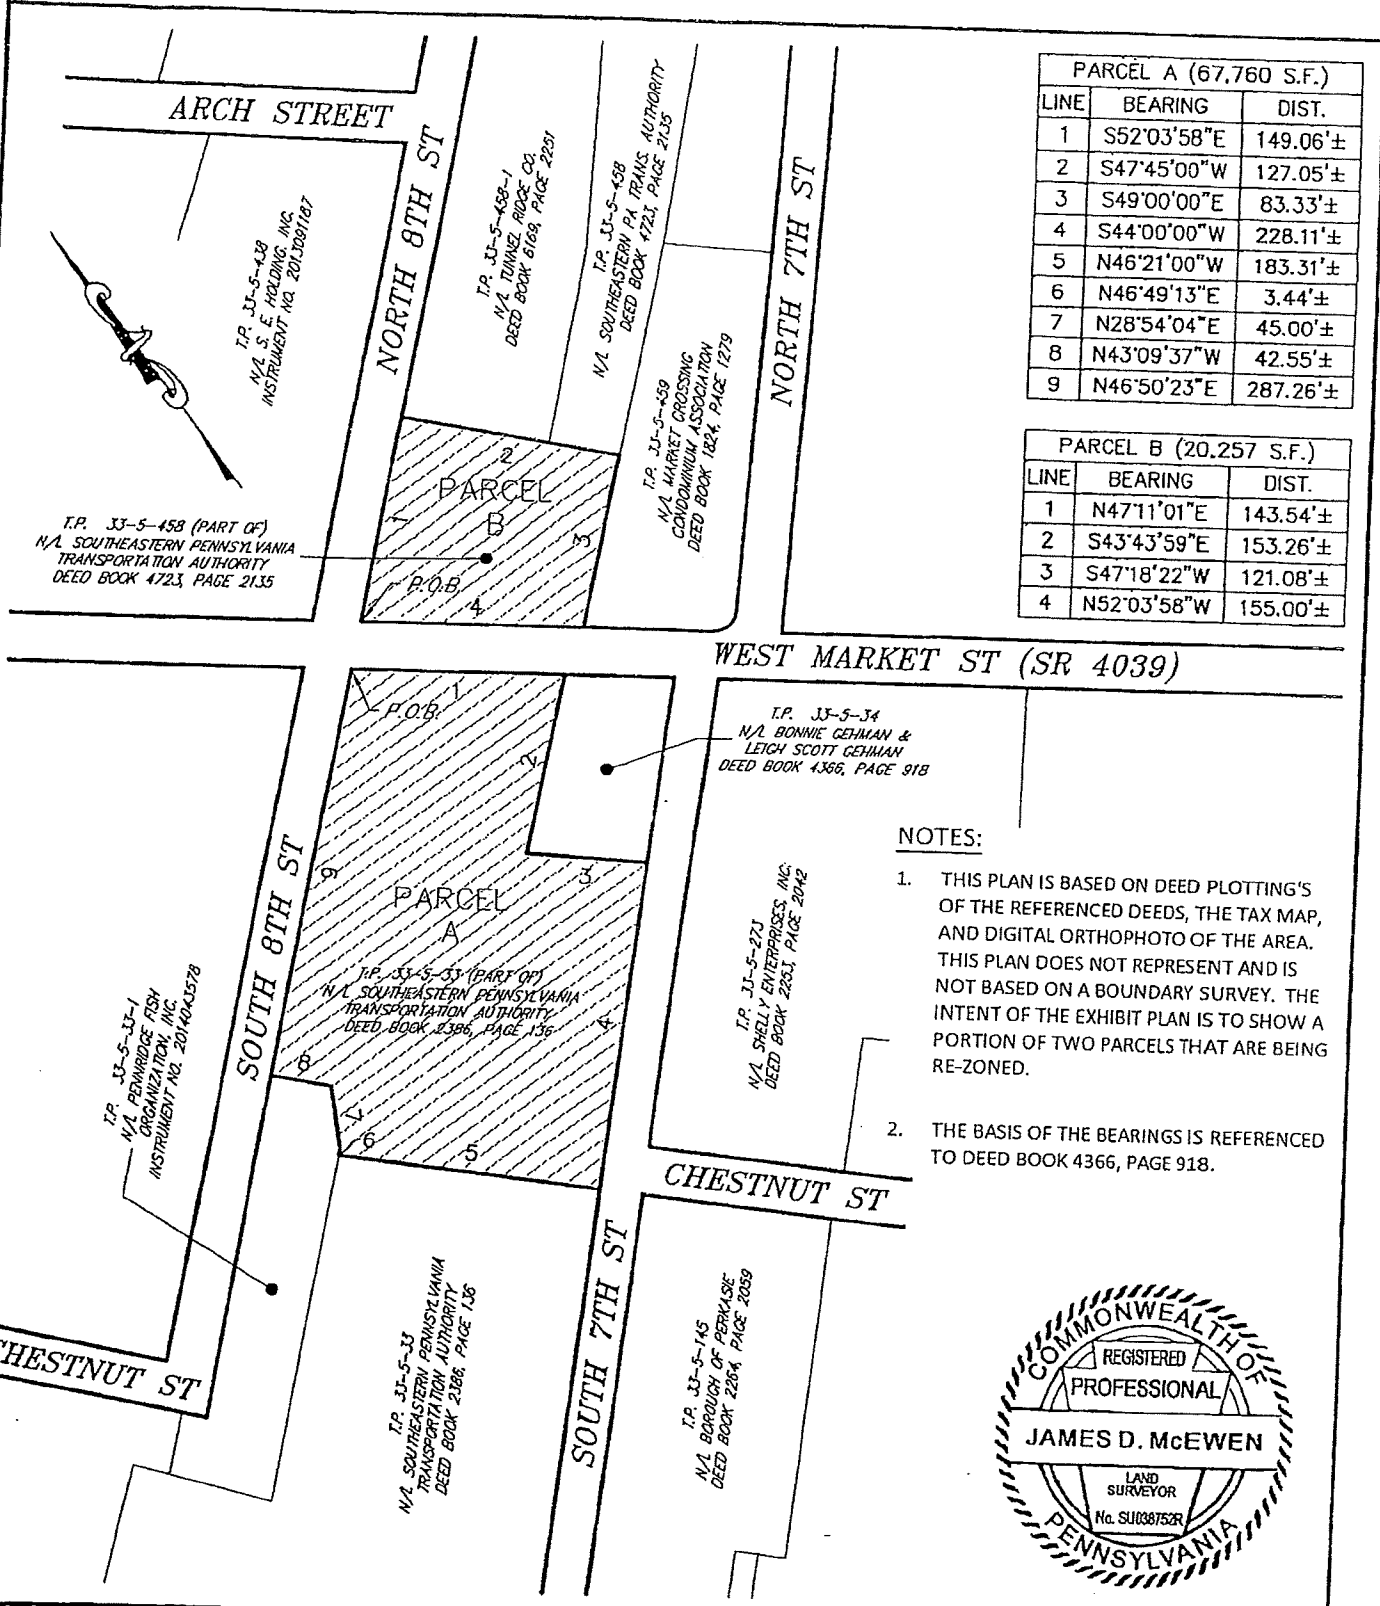 ARCH STREET
NORTH 8TH ST
NORTH 7TH ST
T.P. 33-5-438
N/L S. E. HOLDING, INC.
INSTRUMENT NO. 2013091187
T.P. 33-5-458-1
N/L TUNNEL RIDGE CO.
DEED BOOK 6169, PAGE 2251
T.P. 33-5-458
N/L SOUTHEASTERN PA TRANS. AUTHORITY
DEED BOOK 4723, PAGE 2135
T.P. 33-5-459
N/L MARKET CROSSING
CONDOMINIUM ASSOCIATION
DEED BOOK 1824, PAGE 1279
PARCEL A (67,760 S.F.)
LINE BEARING DIST.
1 S52°03'58"E 149.06'±
2 S47°45'00"W 127.05'±
3 S49°00'00"E 83.33'±
4 S44°00'00"W 228.11'±
5 N46°21'00"W 183.31'±
6 N46°49'13"E 3.44'±
7 N28°54'04"E 45.00'±
8 N43°09'37"W 42.55'±
9 N46°50'23"E 287.26'±
PARCEL B (20,257 S.F.)
LINE BEARING DIST.
1 N47°11'01"E 143.54'±
2 S43°43'59"E 153.26'±
3 S47°18'22"W 121.08'±
4 N52°03'58"W 155.00'±
2
PARCEL
B
1
3
P.O.B.
4
T.P. 33-5-458 (PART OF)
N/L SOUTHEASTERN PENNSYLVANIA
TRANSPORTATION AUTHORITY
DEED BOOK 4723, PAGE 2135
WEST MARKET ST (SR 4039)
1
P.O.B.
2
T.P. 33-5-34
N/L BONNIE GEHMAN &
LEIGH SCOTT GEHMAN
DEED BOOK 4366, PAGE 918
9
3
PARCEL
A
T.P. 33-5-33 (PART OF)
N/L SOUTHEASTERN PENNSYLVANIA
TRANSPORTATION AUTHORITY
DEED BOOK 2386, PAGE 136
4
8
7
6
5
SOUTH 8TH ST
T.P. 33-5-33-1
N/L PENNRIDGE FISH
ORGANIZATION, INC.
INSTRUMENT NO. 2014043578
T.P. 33-5-273
N/L SHELLY ENTERPRISES, INC.
DEED BOOK 2253, PAGE 2042
NOTES:
1. THIS PLAN IS BASED ON DEED PLOTTING'S
OF THE REFERENCED DEEDS, THE TAX MAP,
AND DIGITAL ORTHOPHOTO OF THE AREA.
THIS PLAN DOES NOT REPRESENT AND IS
NOT BASED ON A BOUNDARY SURVEY. THE
INTENT OF THE EXHIBIT PLAN IS TO SHOW A
PORTION OF TWO PARCELS THAT ARE BEING
RE-ZONED.
2. THE BASIS OF THE BEARINGS IS REFERENCED
TO DEED BOOK 4366, PAGE 918.
CHESTNUT ST
SOUTH 7TH ST
CHESTNUT ST
T.P. 33-5-33
N/L SOUTHEASTERN PENNSYLVANIA
TRANSPORTATION AUTHORITY
DEED BOOK 2386, PAGE 136
T.P. 33-5-145
N/L BOROUGH OF PERKASIE
DEED BOOK 2264, PAGE 2059
COMMONWEALTH OF
REGISTERED
PROFESSIONAL
JAMES D. McEWEN
LAND
SURVEYOR
No. SU038752R
PENNSYLVANIA